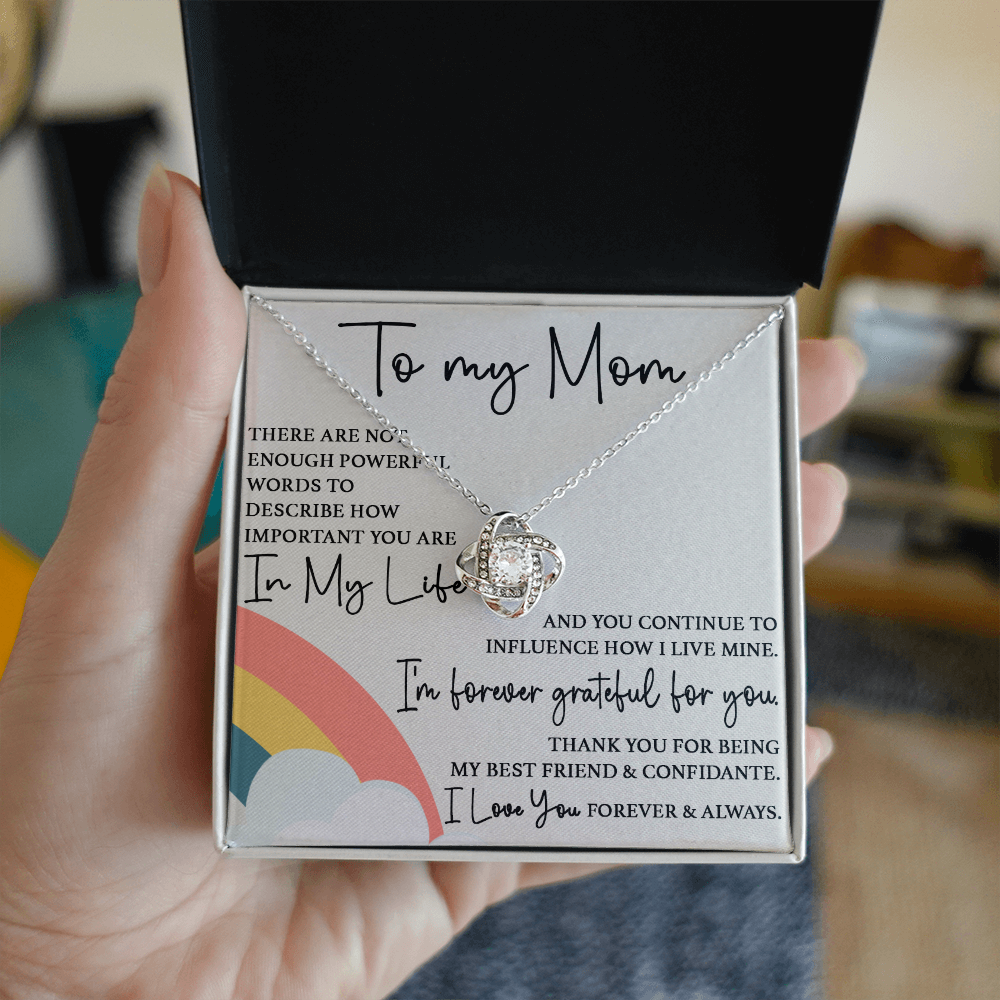 To my Mom
THERE ARE NOT
ENOUGH POWERFUL
WORDS TO
DESCRIBE HOW
IMPORTANT YOU ARE
In My Life
AND YOU CONTINUE TO
INFLUENCE HOW I LIVE MINE.
I'm forever grateful for you.
THANK YOU FOR BEING
MY BEST FRIEND & CONFIDANTE.
I Love You FOREVER & ALWAYS.